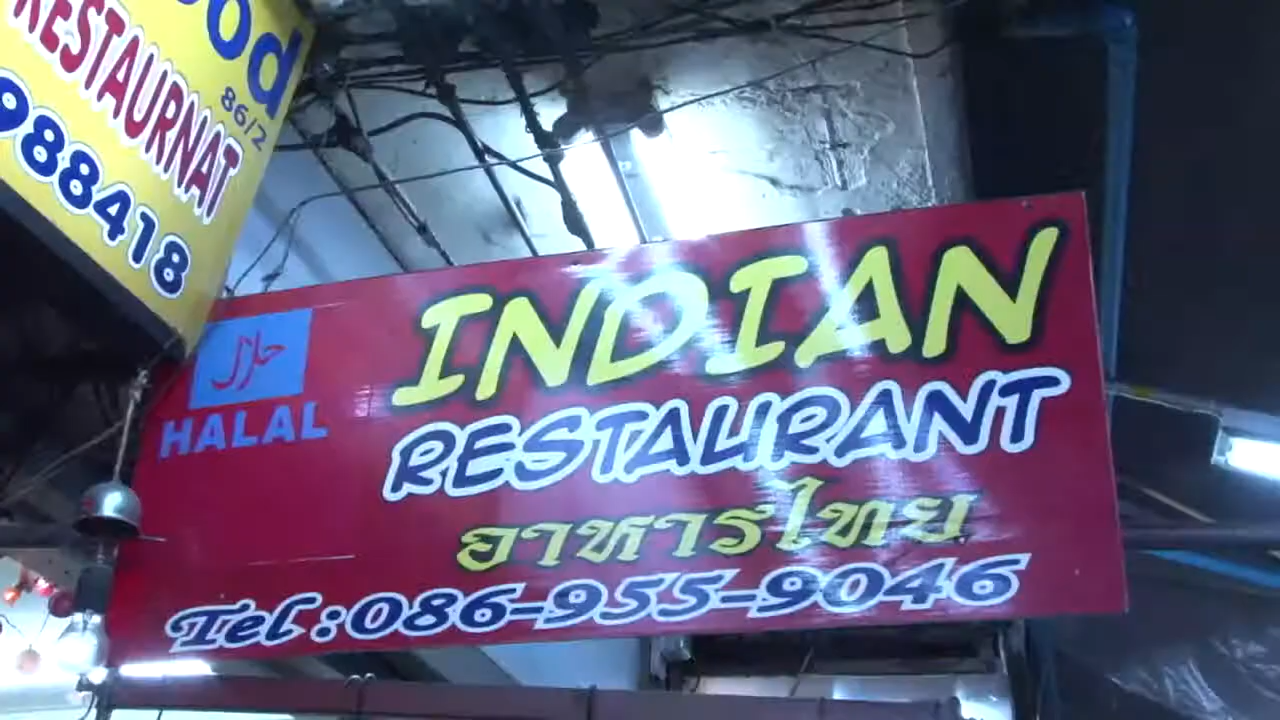 RESTAURNAT
86/2
988418
حلال
HALAL
INDIAN
RESTAURANT
อาหารไทย
Tel : 086-955-9046